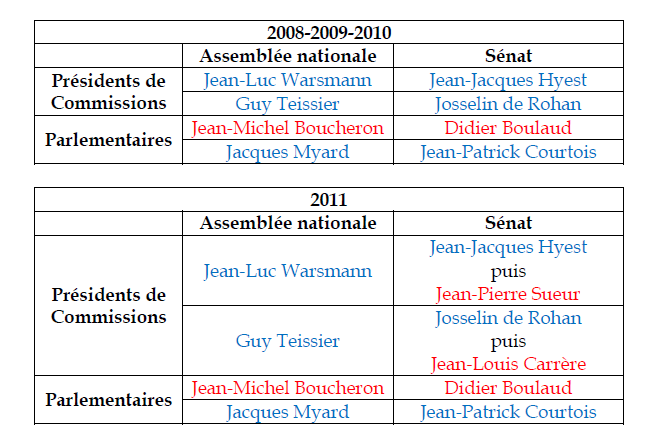 2008-2009-2010
Assemblée nationale Sénat
Présidents de Commissions
Jean-Luc Warsmann Jean-Jacques Hyest
Guy Teissier Josselin de Rohan
Parlementaires
Jean-Michel Boucheron Didier Boulaud
Jacques Myard Jean-Patrick Courtois
2011
Assemblée nationale Sénat
Présidents de Commissions
Jean-Luc Warsmann
Jean-Jacques Hyest
puis
Jean-Pierre Sueur
Guy Teissier
Josselin de Rohan
puis
Jean-Louis Carrère
Parlementaires
Jean-Michel Boucheron Didier Boulaud
Jacques Myard Jean-Patrick Courtois